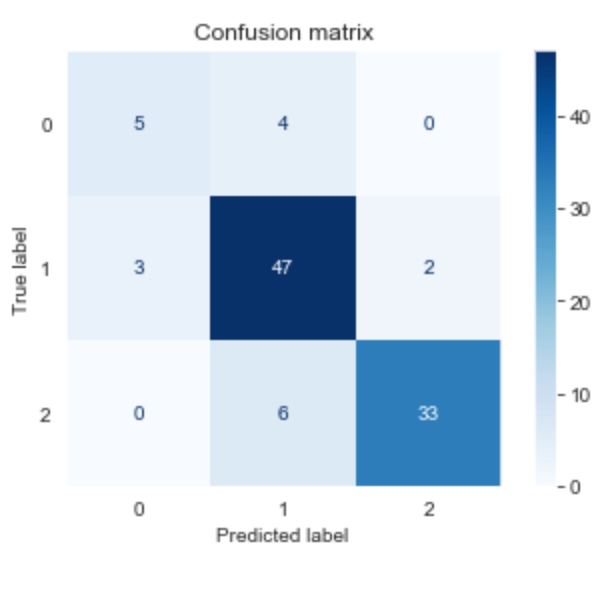 Confusion matrix
0 5 4 0
True label
1 3 47 2
2 0 6 33
0 1 2
Predicted label
40
30
20
10
0